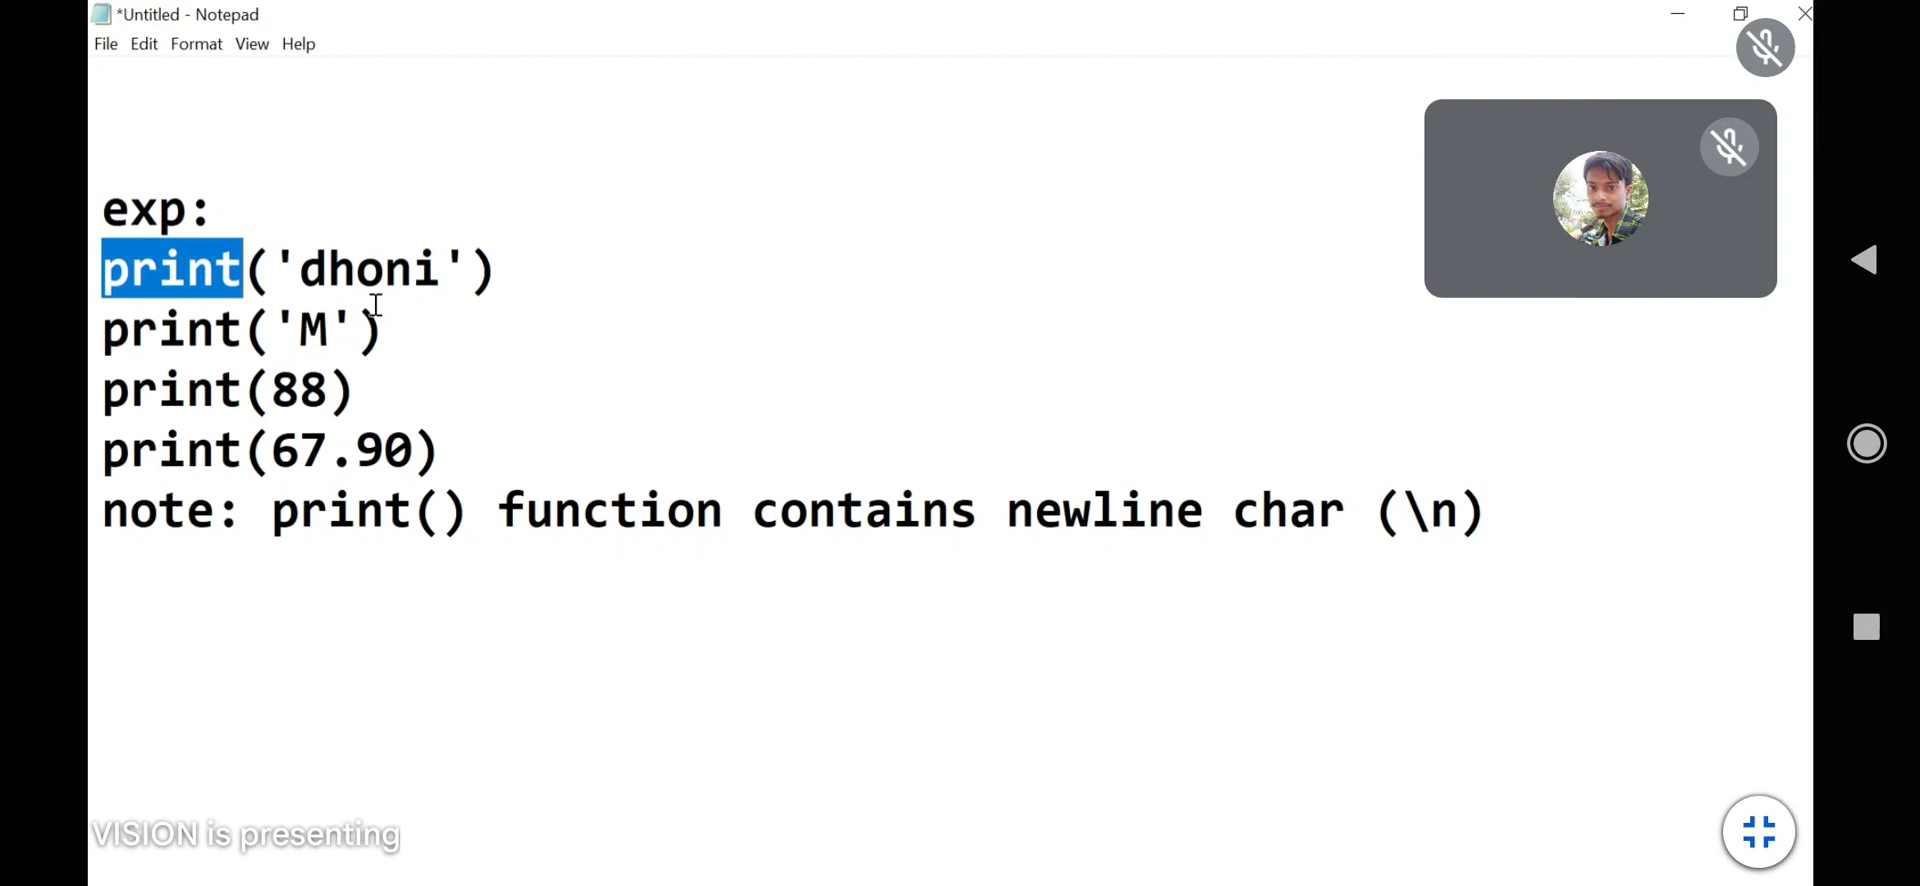 *Untitled - Notepad
File Edit Format View Help
exp:
print('dhoni')
print('M')
print(88)
print(67.90)
note: print() function contains newline char (\n)
VISION is presenting